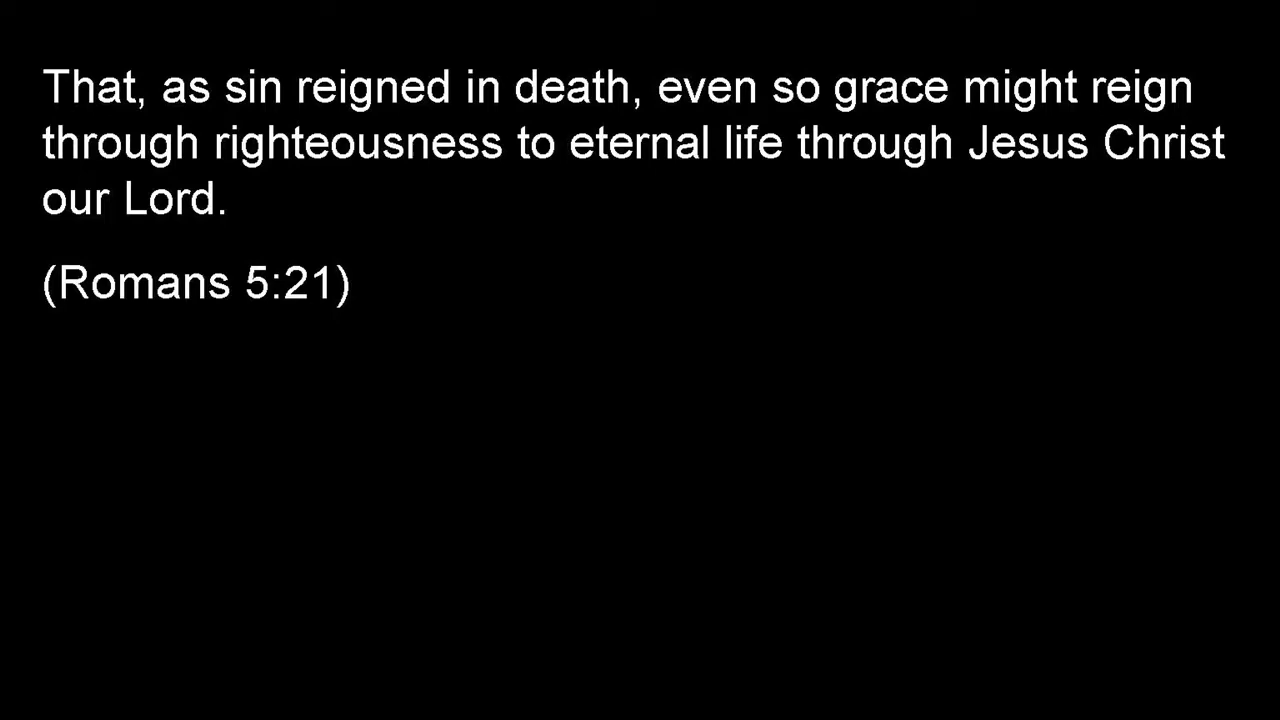 That, as sin reigned in death, even so grace might reign
through righteousness to eternal life through Jesus Christ
our Lord.
(Romans 5:21)